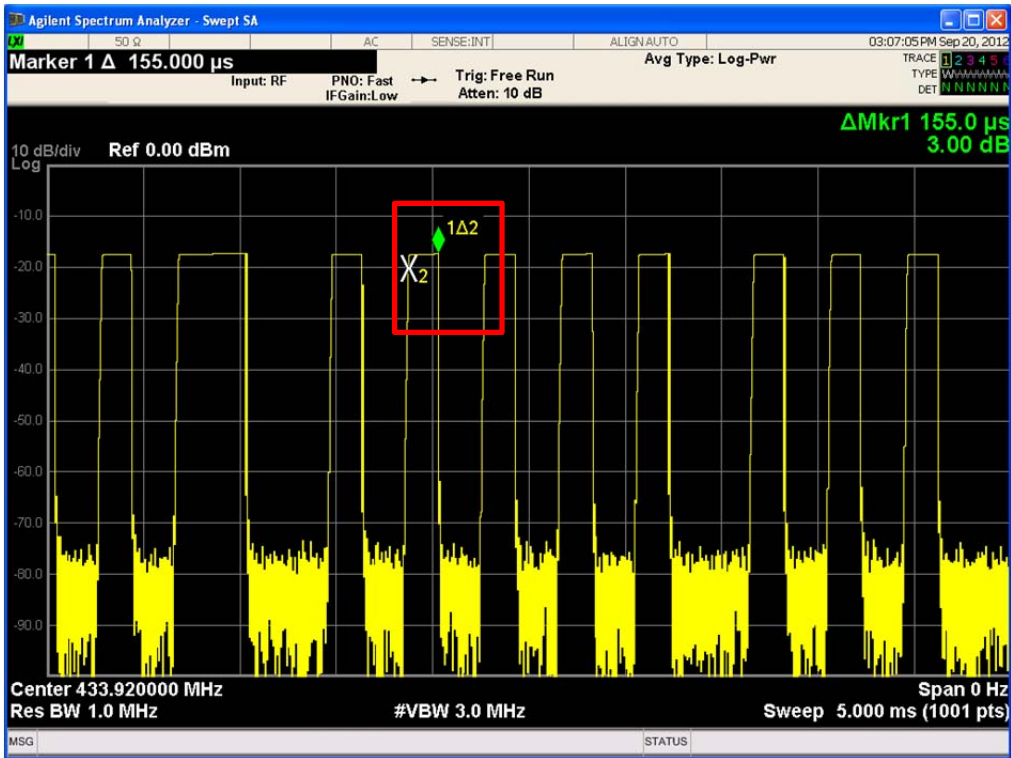 Agilent Spectrum Analyzer - Swept SA
LXI 50 Ω AC SENSE:INT ALIGN AUTO 03:07:05 PM Sep 20, 2012
Marker 1 Δ 155.000 µs
Input: RF PNO: Fast Trig: Free Run Avg Type: Log-Pwr TRACE 1 2 3 4 5 6
IFGain:Low Atten: 10 dB TYPE WWWWWW
DET N N N N N N
ΔMkr1 155.0 µs
3.00 dB
10 dB/div Ref 0.00 dBm
Log
-10.0
1Δ2
-20.0
X2
-30.0
-40.0
-50.0
-60.0
-70.0
-80.0
-90.0
Center 433.920000 MHz Span 0 Hz
Res BW 1.0 MHz #VBW 3.0 MHz Sweep 5.000 ms (1001 pts)
MSG STATUS